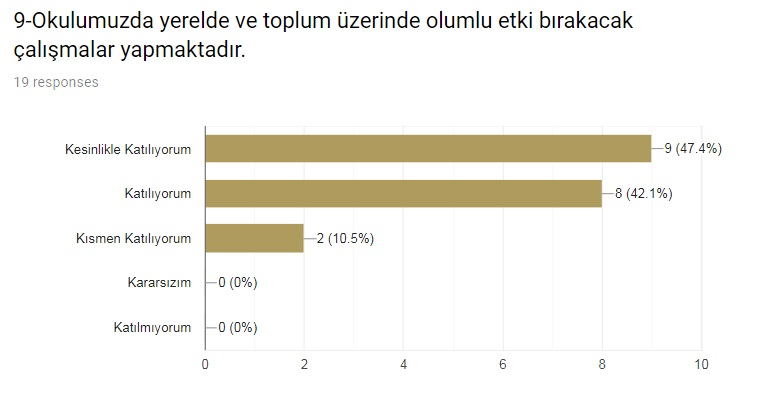 9-Okulumuzda yerelde ve toplum üzerinde olumlu etki bırakacak
çalışmalar yapmaktadır.
19 responses
Kesinlikle Katılıyorum
9 (47.4%)
Katılıyorum
8 (42.1%)
Kısmen Katılıyorum
2 (10.5%)
Kararsızım
0 (0%)
Katılmıyorum
0 (0%)
0 2 4 6 8 10